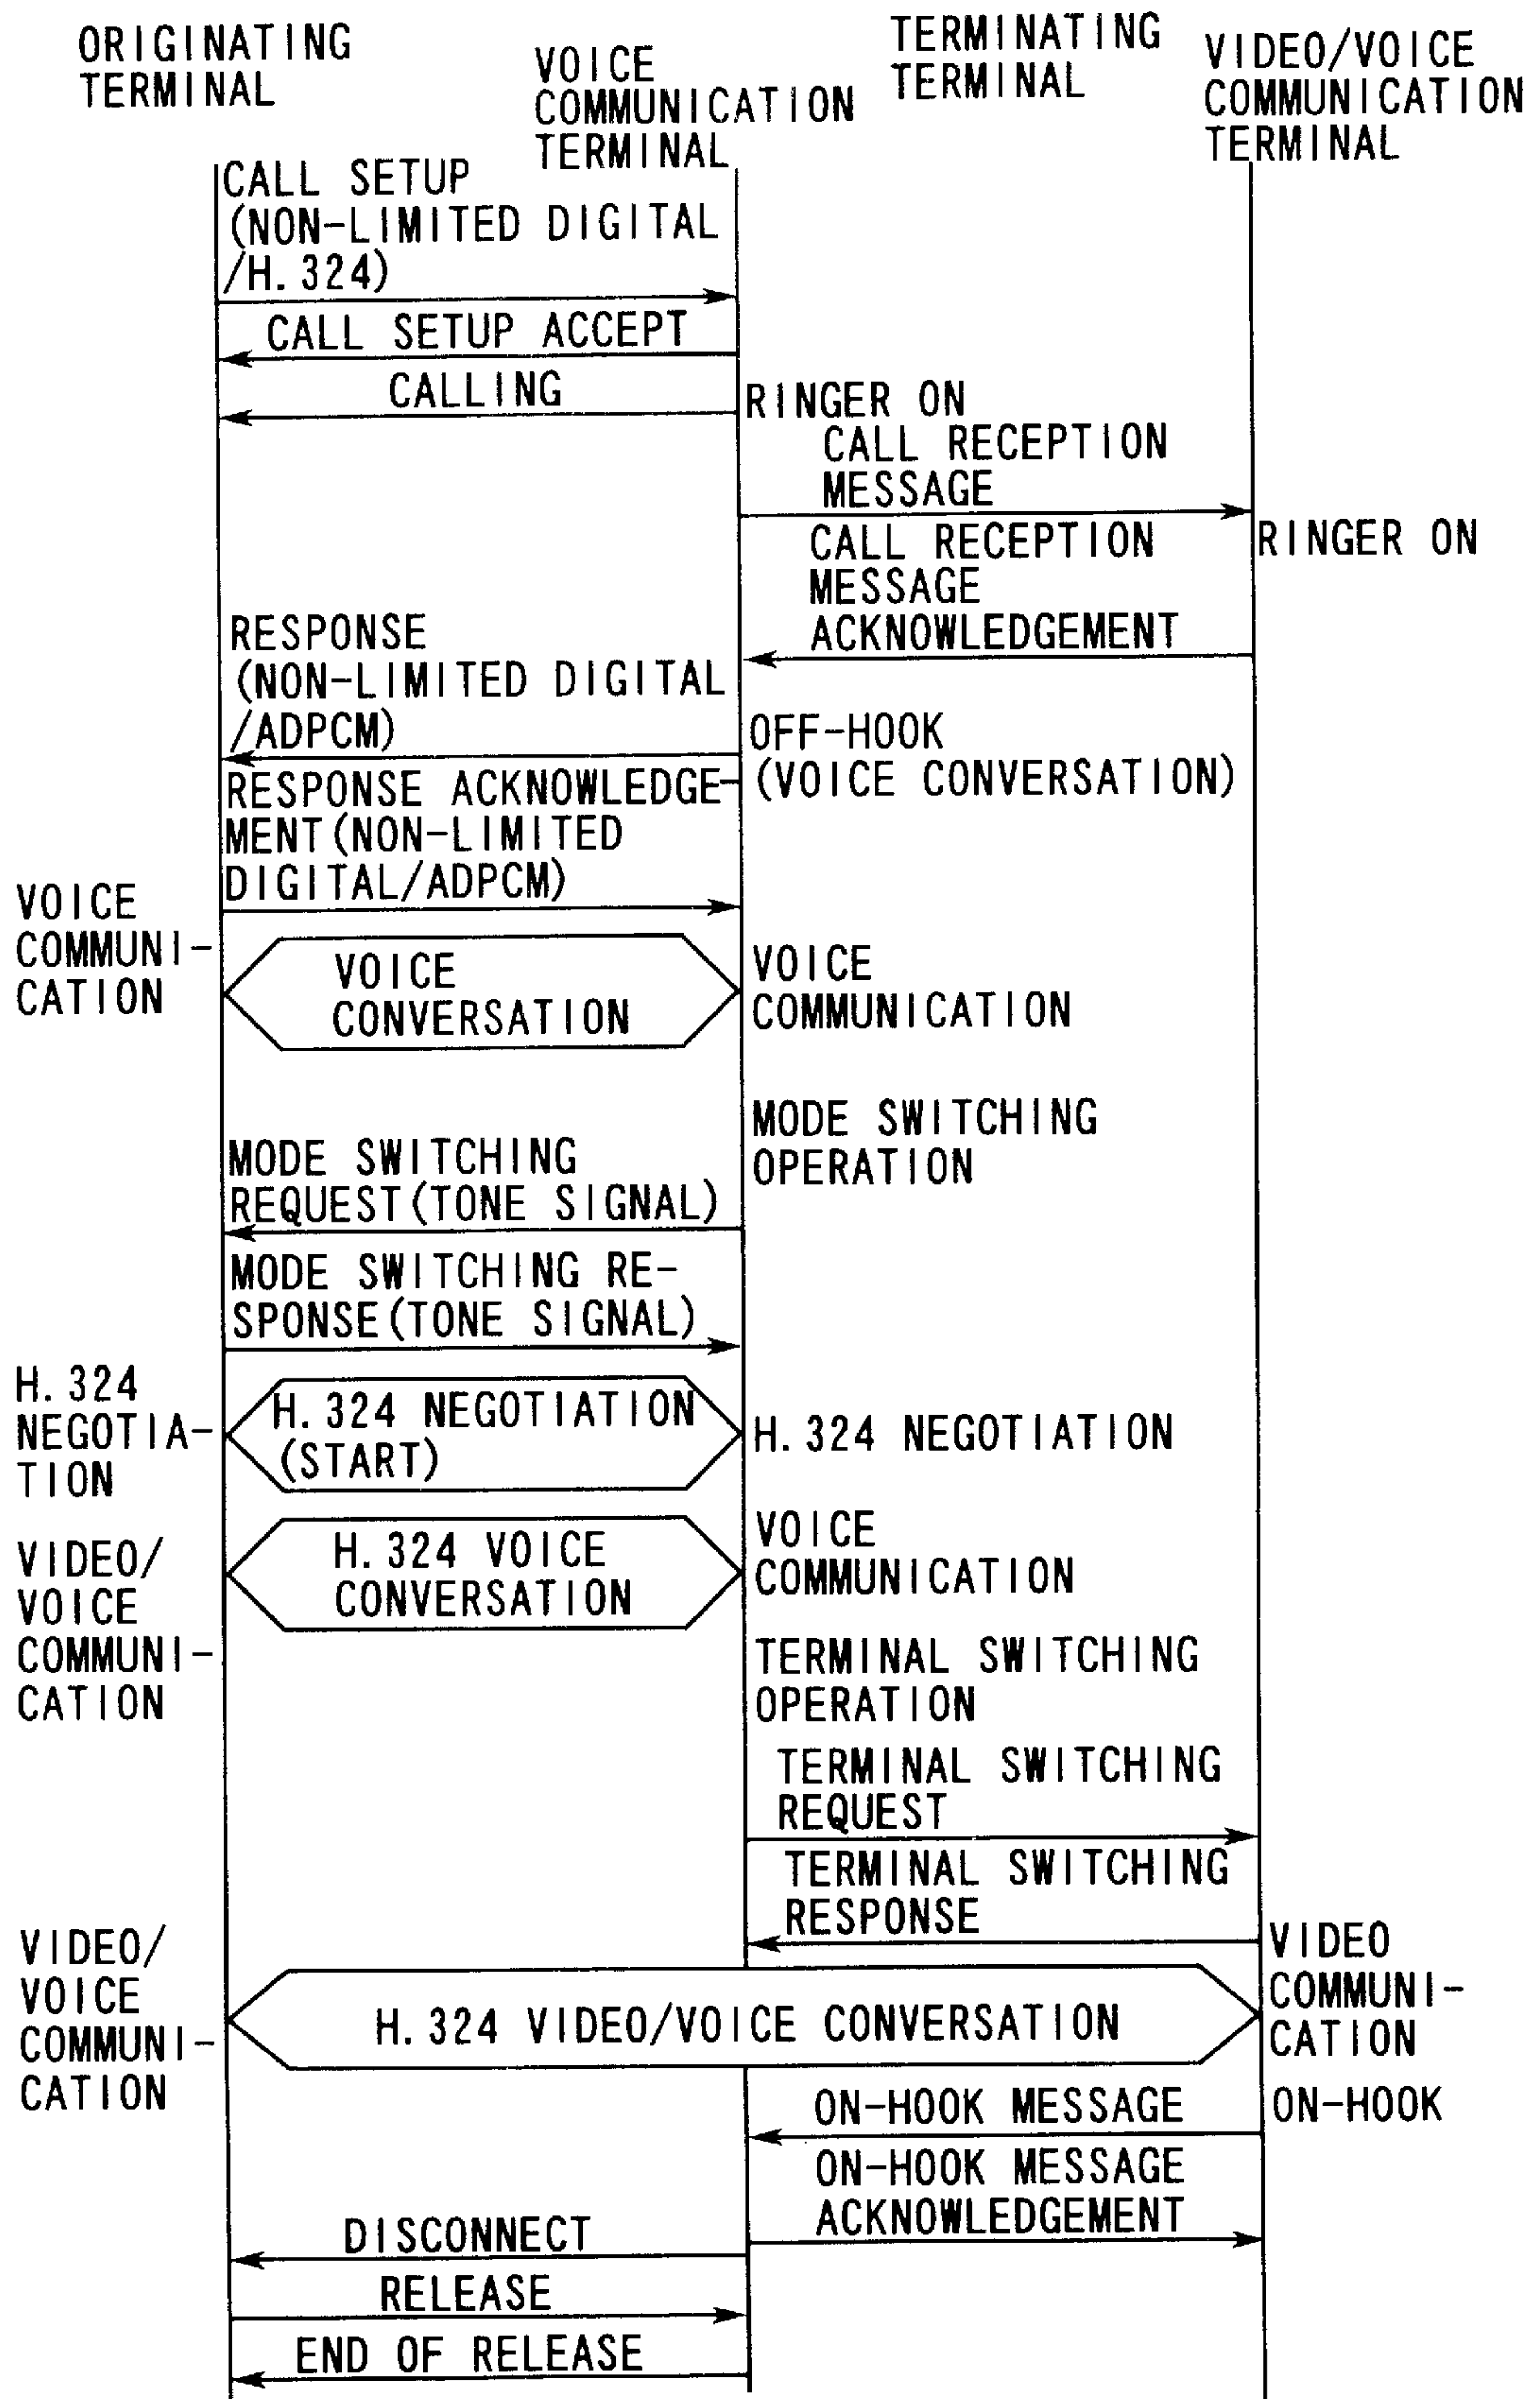 ORIGINATING
TERMINAL
VOICE
COMMUNICATION
TERMINAL
TERMINATING
TERMINAL
VIDEO/VOICE
COMMUNICATION
TERMINAL
CALL SETUP
(NON-LIMITED DIGITAL
/H.324)
CALL SETUP ACCEPT
CALLING
RINGER ON
CALL RECEPTION
MESSAGE
CALL RECEPTION
MESSAGE
ACKNOWLEDGEMENT
RINGER ON
RESPONSE
(NON-LIMITED DIGITAL
/ADPCM)
OFF-HOOK
(VOICE CONVERSATION)
RESPONSE ACKNOWLEDGE-
MENT(NON-LIMITED
DIGITAL/ADPCM)
VOICE
COMMUNI-
CATION
VOICE
CONVERSATION
VOICE
COMMUNICATION
MODE SWITCHING
OPERATION
MODE SWITCHING
REQUEST(TONE SIGNAL)
MODE SWITCHING RE-
SPONSE(TONE SIGNAL)
H.324
NEGOTIA-
TION
H.324 NEGOTIATION
(START)
H.324 NEGOTIATION
VIDEO/
VOICE
COMMUNI-
CATION
H.324 VOICE
CONVERSATION
VOICE
COMMUNICATION
TERMINAL SWITCHING
OPERATION
TERMINAL SWITCHING
REQUEST
TERMINAL SWITCHING
RESPONSE
VIDEO/
VOICE
COMMUNI-
CATION
H.324 VIDEO/VOICE CONVERSATION
VIDEO
COMMUNI-
CATION
ON-HOOK MESSAGE
ON-HOOK
ON-HOOK MESSAGE
ACKNOWLEDGEMENT
DISCONNECT
RELEASE
END OF RELEASE